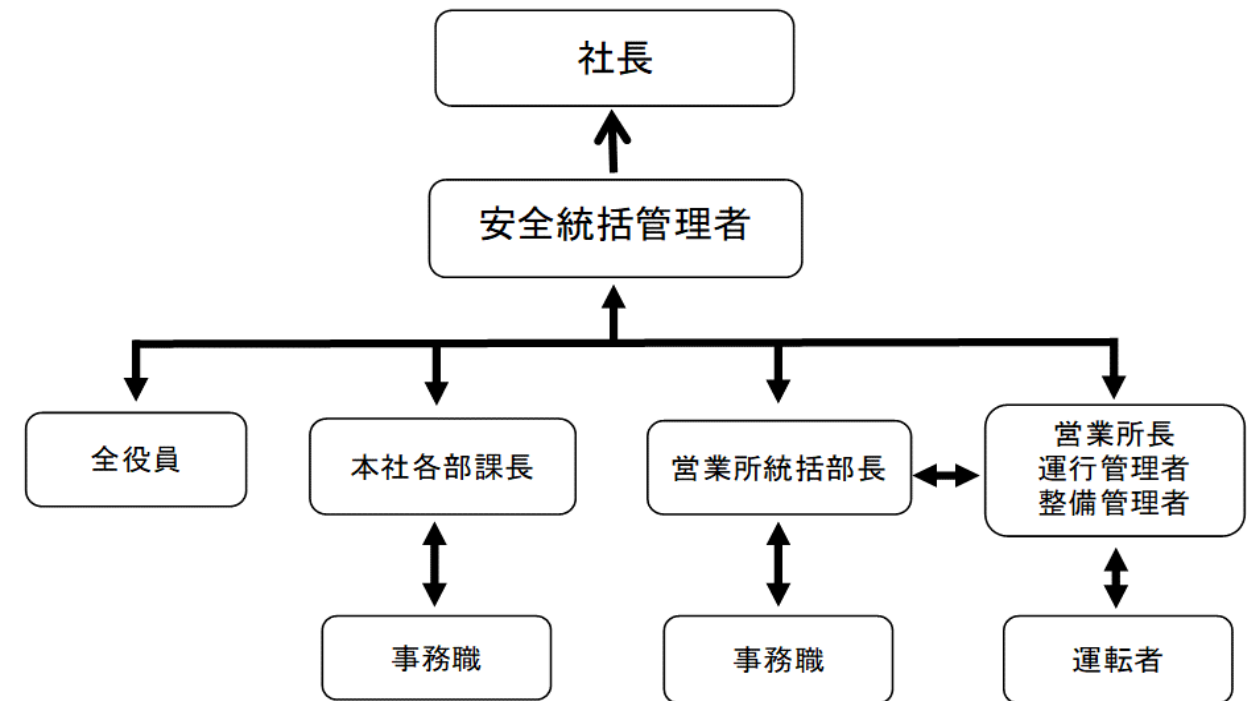 社長
安全統括管理者
全役員
本社各部課長
営業所統括部長
営業所長
運行管理者
整備管理者
事務職
事務職
運転者